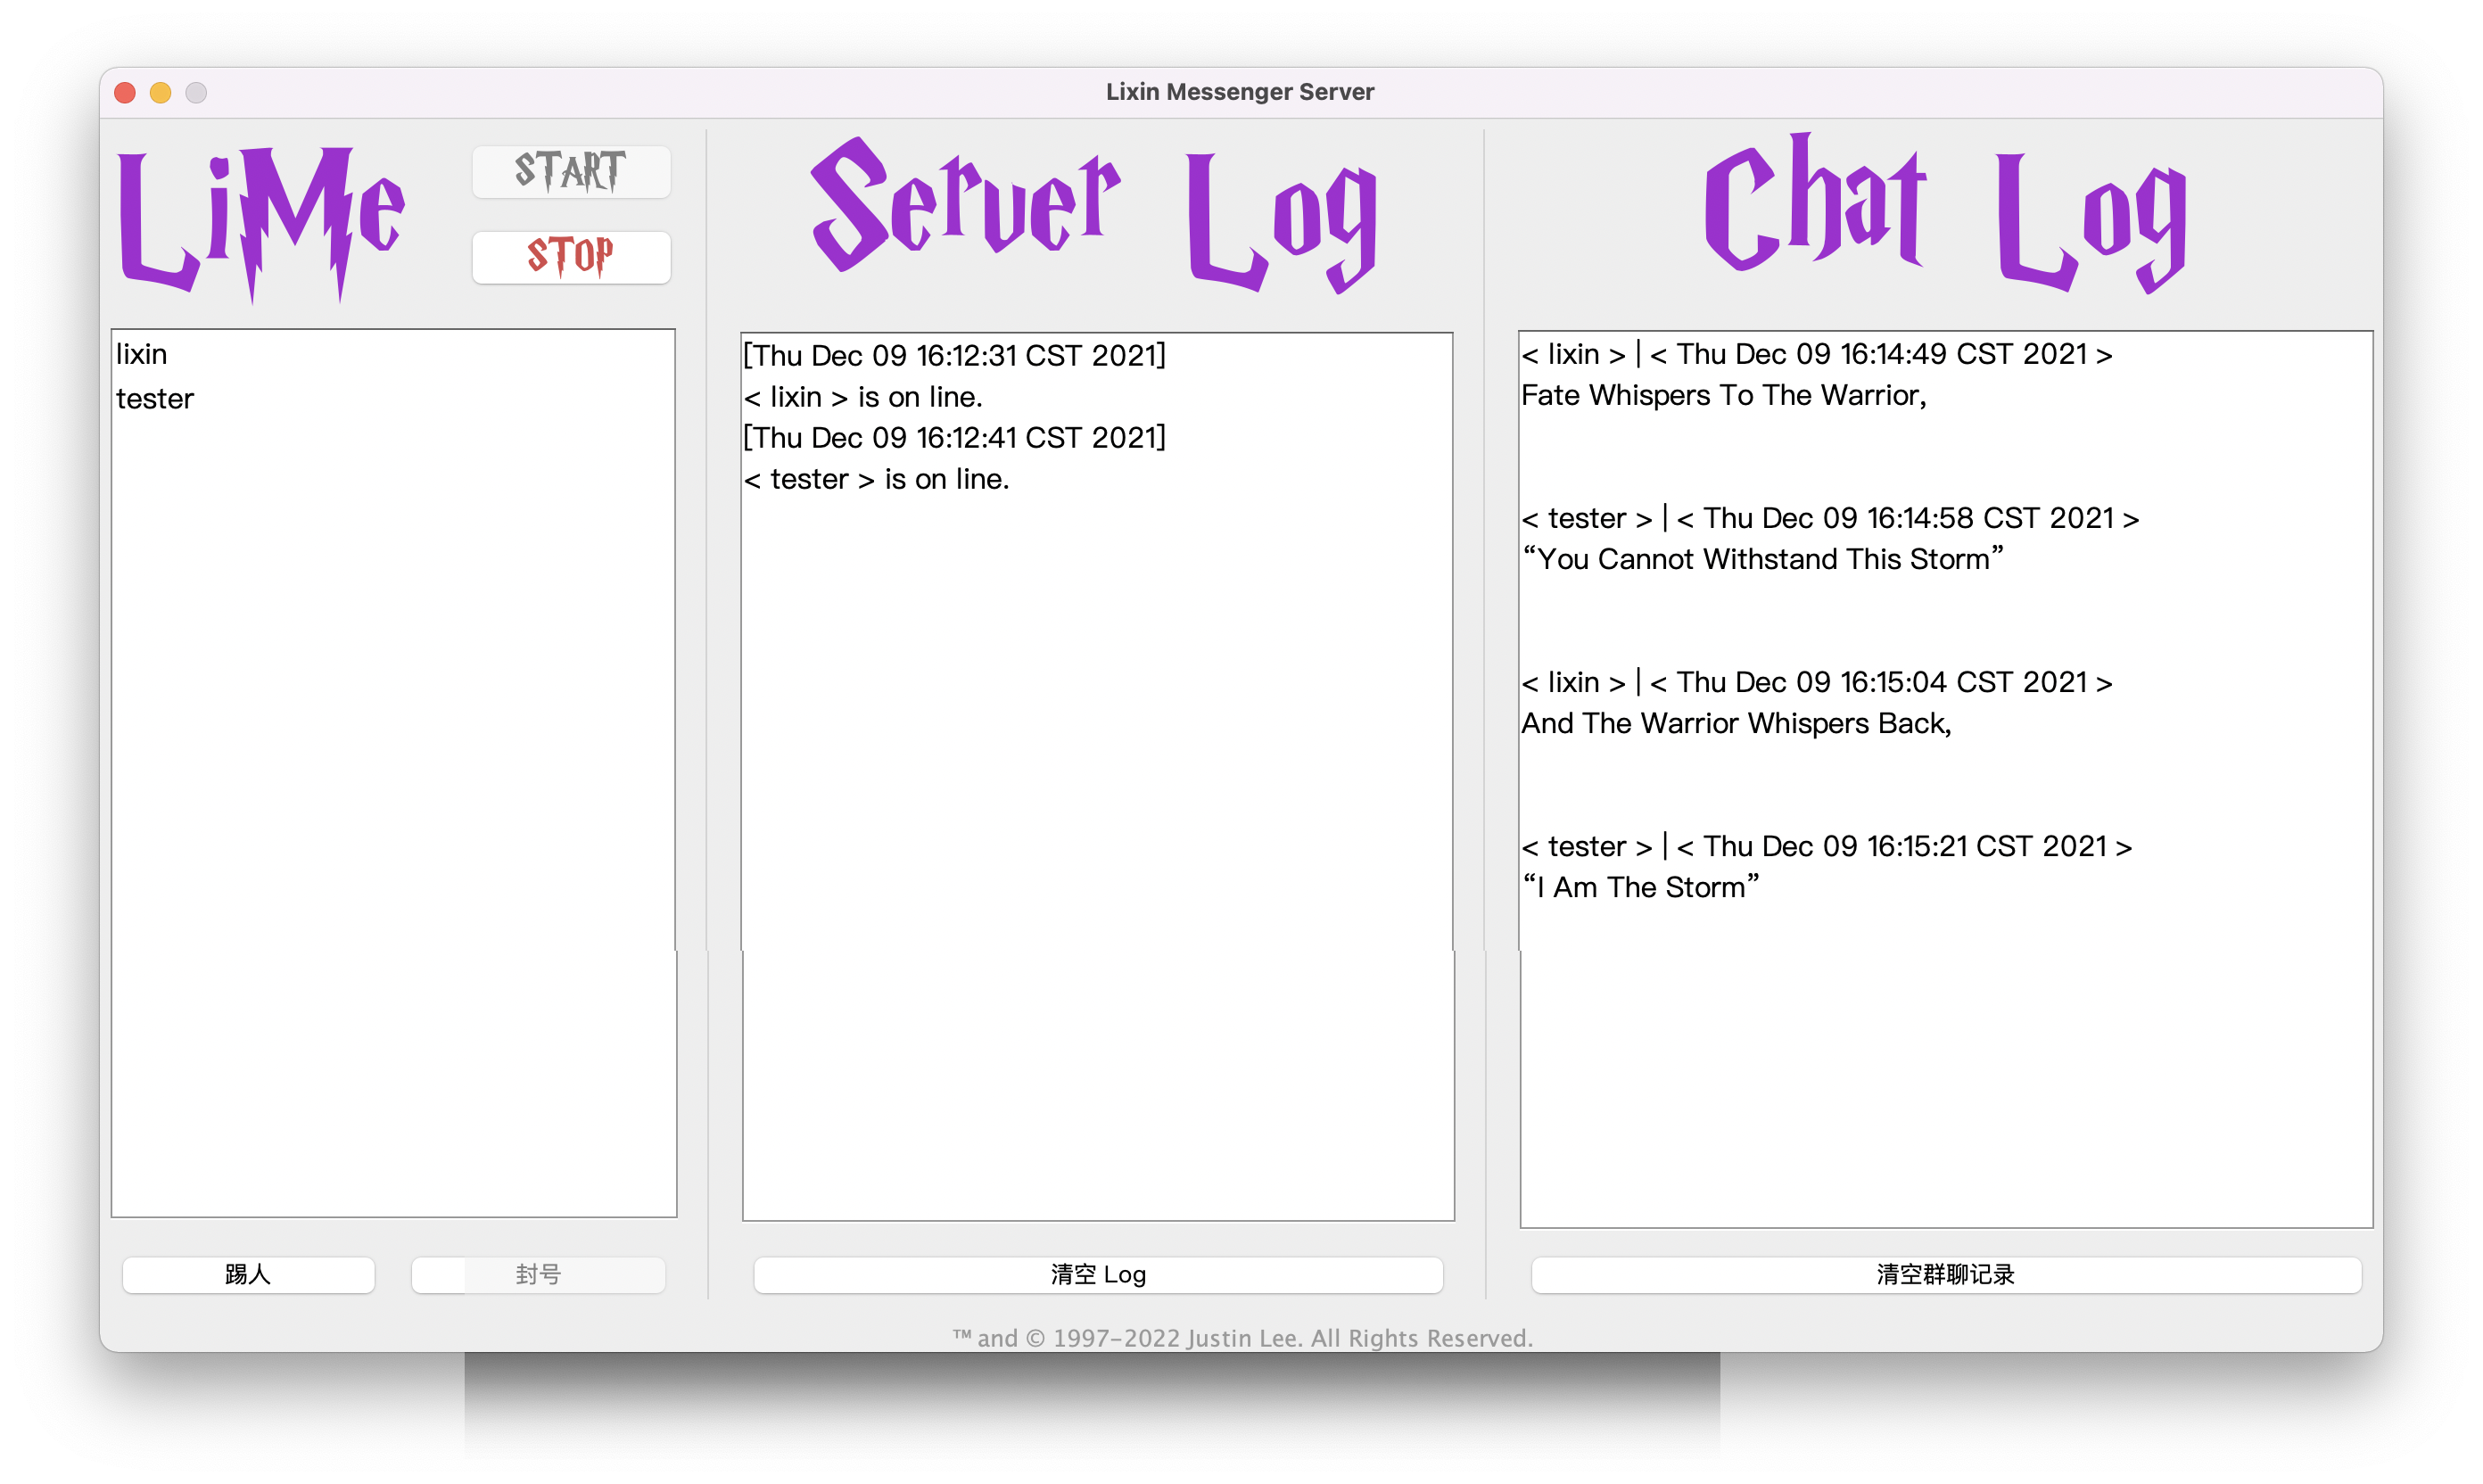 Lixin Messenger Server
LiMe
START
STOP
lixin
tester
踢人
封号
Server Log
[Thu Dec 09 16:12:31 CST 2021]
< lixin > is on line.
[Thu Dec 09 16:12:41 CST 2021]
< tester > is on line.
清空 Log
Chat Log
< lixin > | < Thu Dec 09 16:14:49 CST 2021 >
Fate Whispers To The Warrior,
< tester > | < Thu Dec 09 16:14:58 CST 2021 >
“You Cannot Withstand This Storm”
< lixin > | < Thu Dec 09 16:15:04 CST 2021 >
And The Warrior Whispers Back,
< tester > | < Thu Dec 09 16:15:21 CST 2021 >
“I Am The Storm”
清空群聊记录
™ and © 1997-2022 Justin Lee. All Rights Reserved.